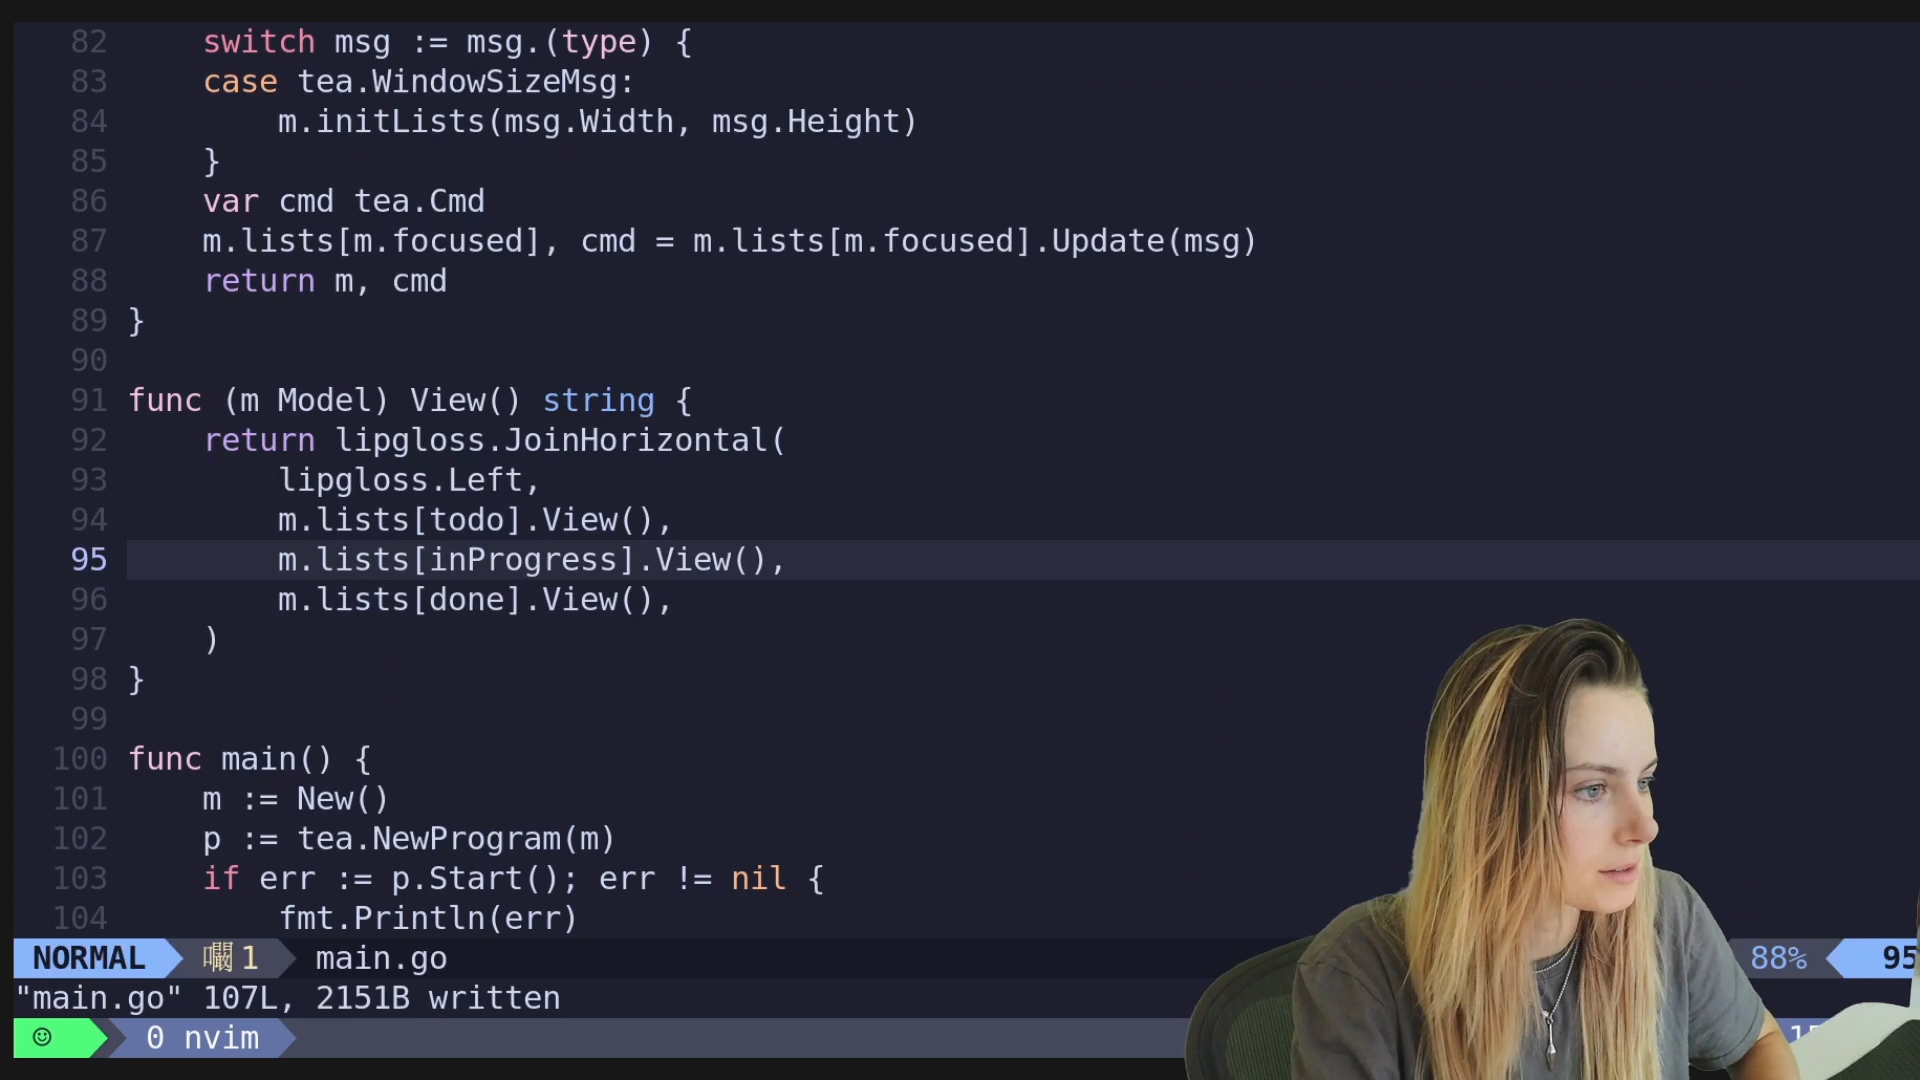 82 switch msg := msg.(type) {
83 case tea.WindowSizeMsg:
84 m.initLists(msg.Width, msg.Height)
85 }
86 var cmd tea.Cmd
87 m.lists[m.focused], cmd = m.lists[m.focused].Update(msg)
88 return m, cmd
89 }
90
91 func (m Model) View() string {
92 return lipgloss.JoinHorizontal(
93 lipgloss.Left,
94 m.lists[todo].View(),
95 m.lists[inProgress].View(),
96 m.lists[done].View(),
97 )
98 }
99
100 func main() {
101 m := New()
102 p := tea.NewProgram(m)
103 if err := p.Start(); err != nil {
104 fmt.Println(err)
NORMAL 1 main.go 88% 95
"main.go" 107L, 2151B written
0 nvim